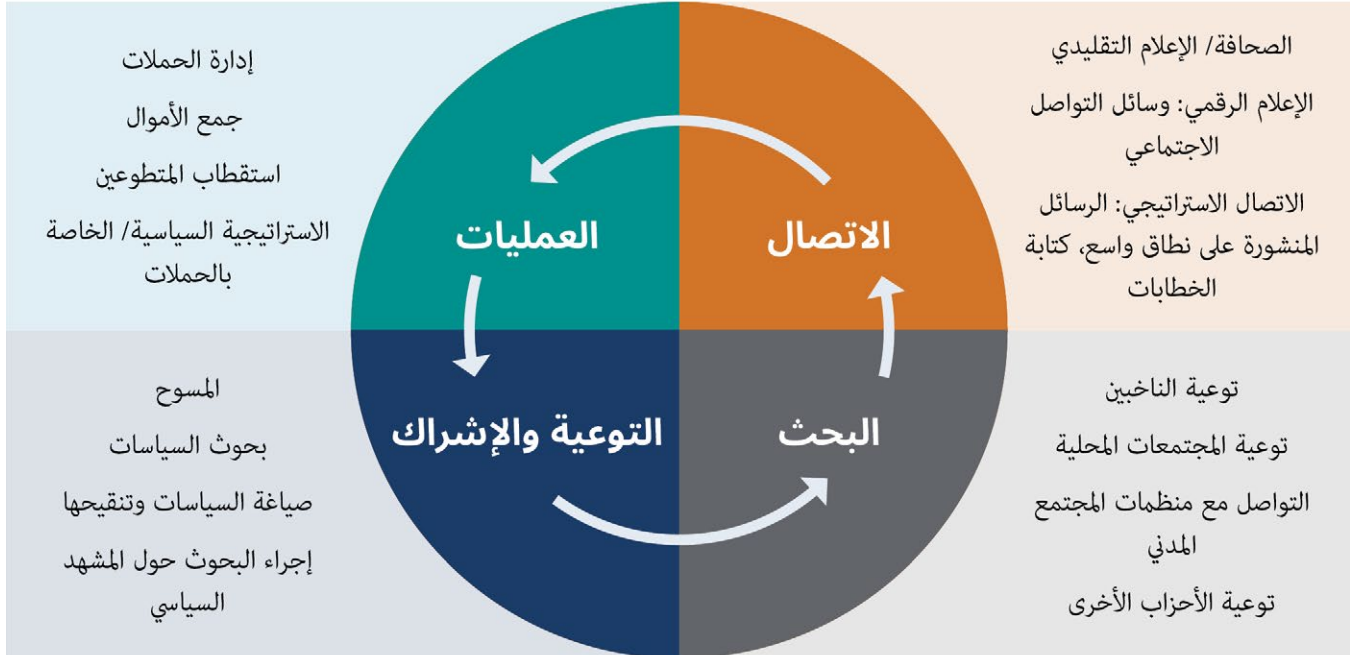 الصحافة/ الإعلام التقليدي
الإعلام الرقمي: وسائل التواصل
الاجتماعي
الاتصال الاستراتيجي: الرسائل
المنشورة على نطاق واسع، كتابة
الخطابات
الاتصال
العمليات
إدارة الحملات
جمع الأموال
استقطاب المتطوعين
الاستراتيجية السياسية/ الخاصة
بالحملات
توعية الناخبين
توعية المجتمعات المحلية
التواصل مع منظمات المجتمع
المدني
توعية الأحزاب الأخرى
البحث
التوعية والإشراك
المسوح
بحوث السياسات
صياغة السياسات وتنقيحها
إجراء البحوث حول المشهد
السياسي